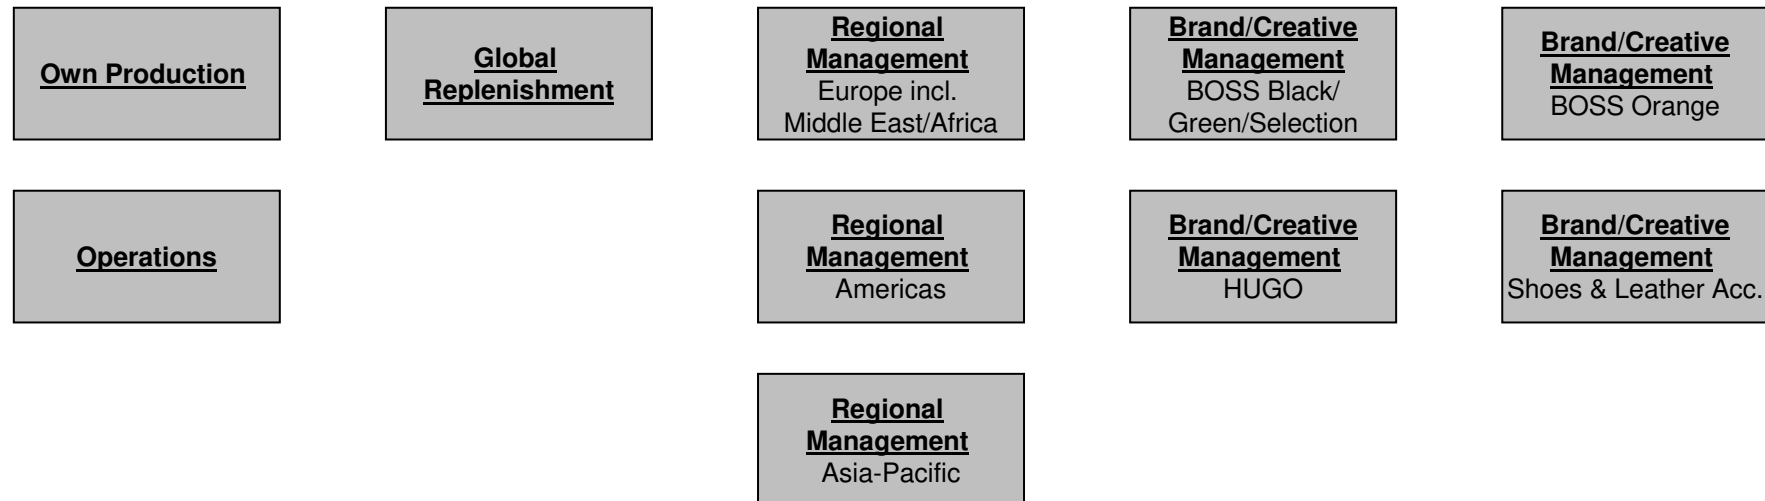 Own Production
Global
Replenishment
Regional
Management
Europe incl.
Middle East/Africa
Brand/Creative
Management
BOSS Black/
Green/Selection
Brand/Creative
Management
BOSS Orange
Operations
Regional
Management
Americas
Brand/Creative
Management
HUGO
Brand/Creative
Management
Shoes & Leather Acc.
Regional
Management
Asia-Pacific